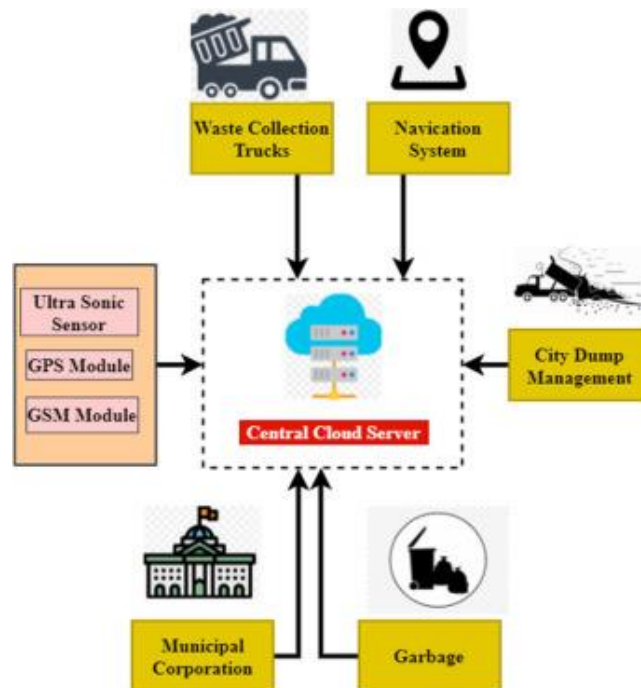 Waste Collection
Trucks
Navication
System
Ultra Sonic
Sensor
GPS Module
GSM Module
City Dump
Management
Central Cloud Server
Municipal
Corporation
Garbage